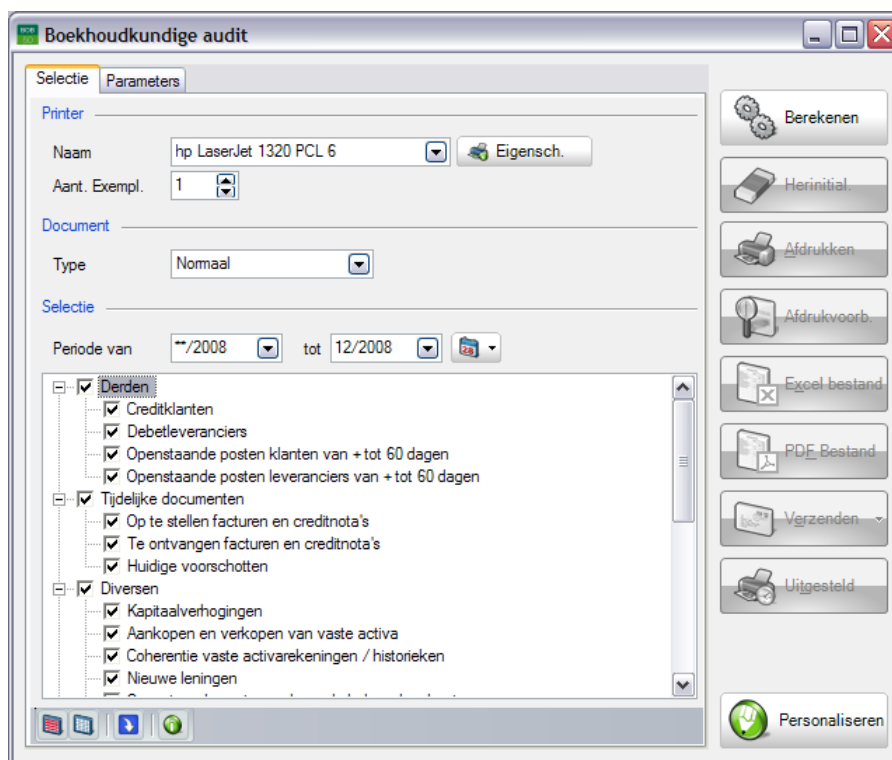 Boekhoudkundige audit
Selectie
Parameters
Printer
Naam
hp LaserJet 1320 PCL 6
Eigensch.
Aant. Exempl.
1
Document
Type
Normaal
Selectie
Periode van
**/2008
tot
12/2008
Derden
Creditklanten
Debetleveranciers
Openstaande posten klanten van + tot 60 dagen
Openstaande posten leveranciers van + tot 60 dagen
Tijdelijke documenten
Op te stellen facturen en creditnota's
Te ontvangen facturen en creditnota's
Huidige voorschotten
Diversen
Kapitaalverhogingen
Aankopen en verkopen van vaste activa
Coherentie vaste activarekeningen / historieken
Nieuwe leningen
Berekenen
Herinitial.
Afdrukken
Afdrukvoorb.
Excel bestand
PDF Bestand
Verzenden
Uitgesteld
Personaliseren